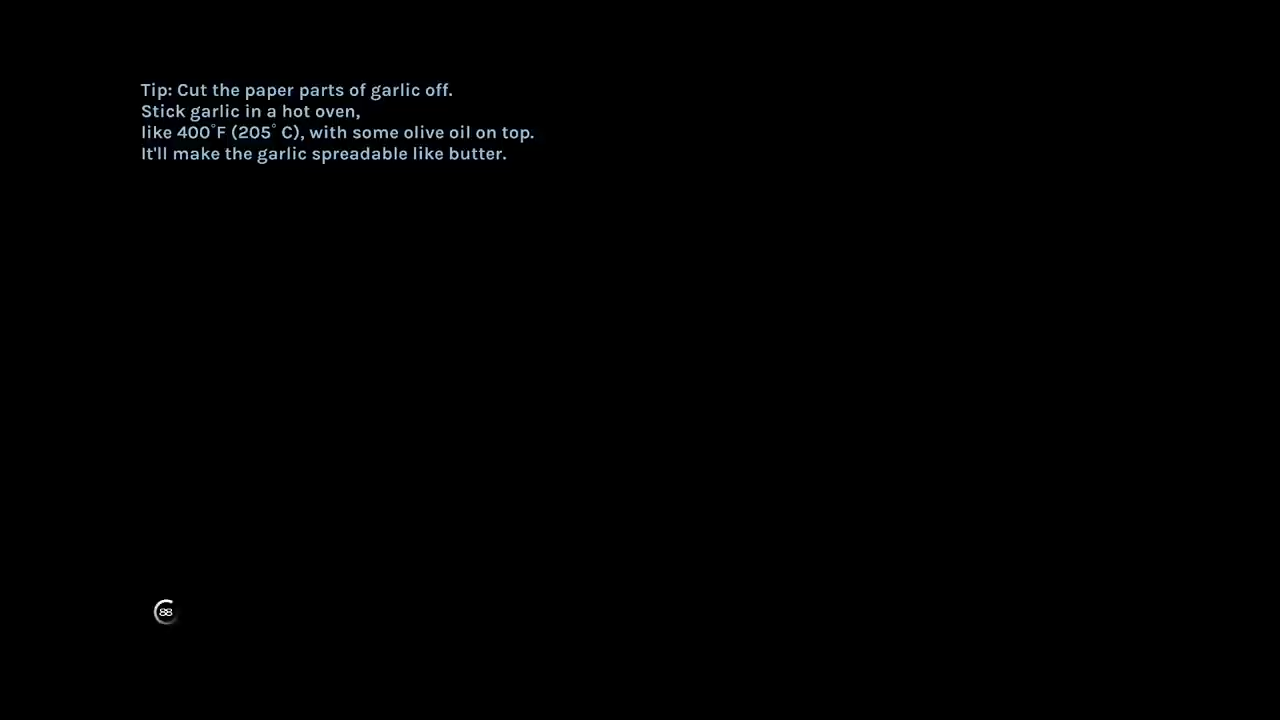 Tip: Cut the paper parts of garlic off.
Stick garlic in a hot oven,
like 400°F (205° C), with some olive oil on top.
It'll make the garlic spreadable like butter.
88